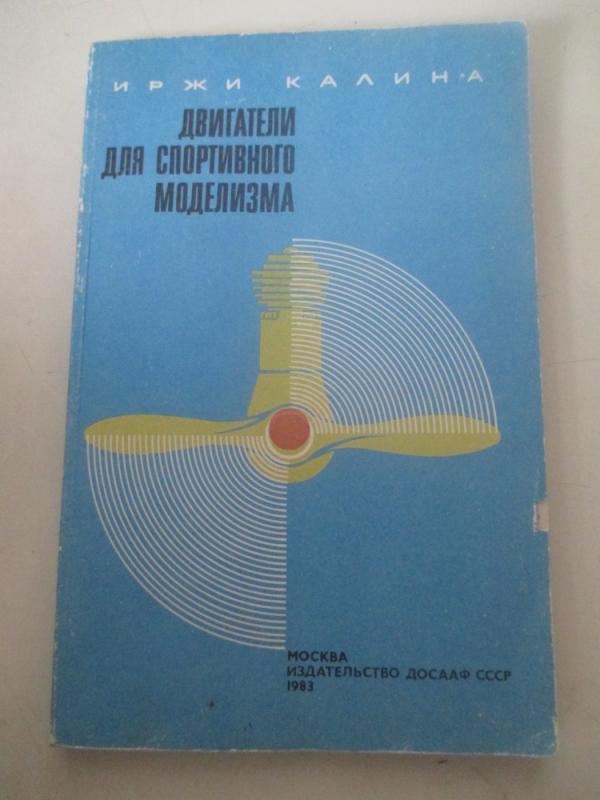 ИРЖИ КАЛИНА
ДВИГАТЕЛИ
ДЛЯ СПОРТИВНОГО
МОДЕЛИЗМА
МОСКВА
ИЗДАТЕЛЬСТВО ДОСААФ СССР
1983